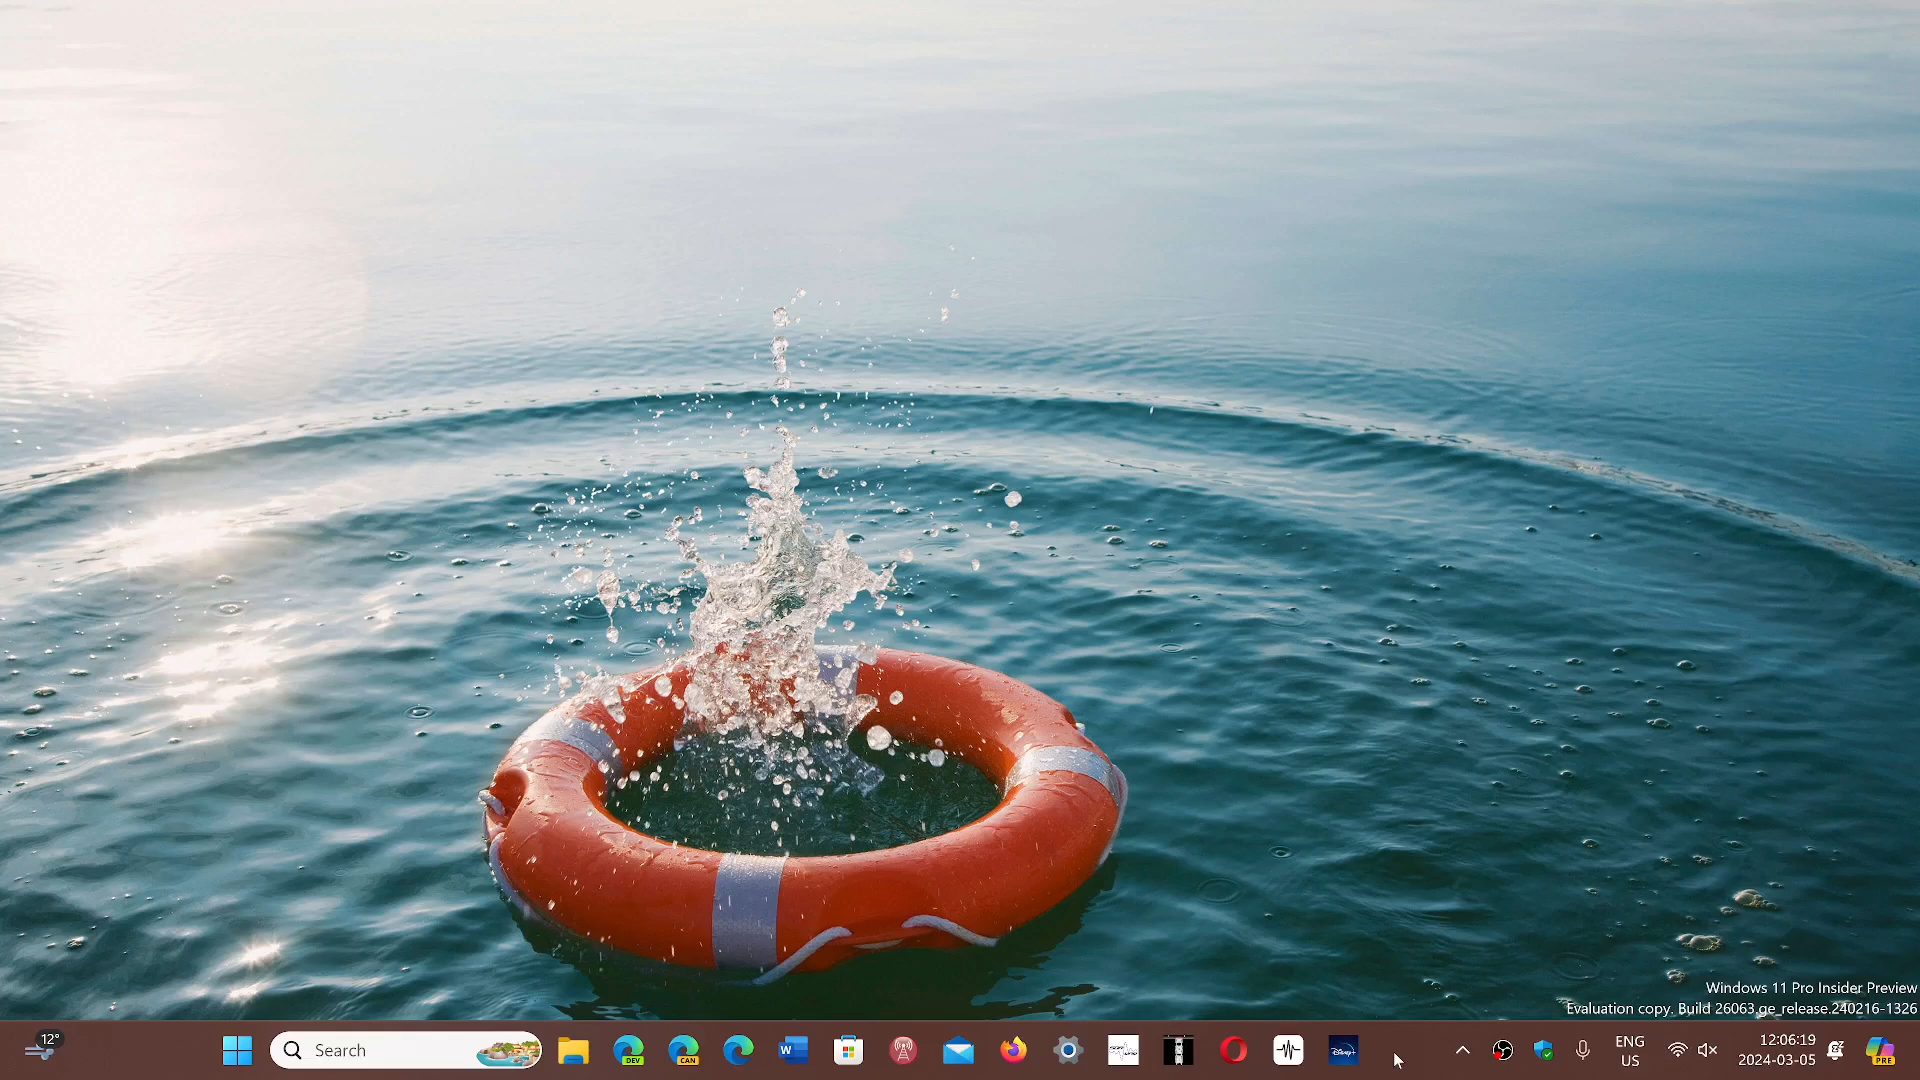 Windows 11 Pro Insider Preview
Evaluation copy. Build 26063.ge_release.240216-1326
12°
Search
DEV
CAN
W
Disney+
ENG
US
12:06:19
2024-03-05
PRE